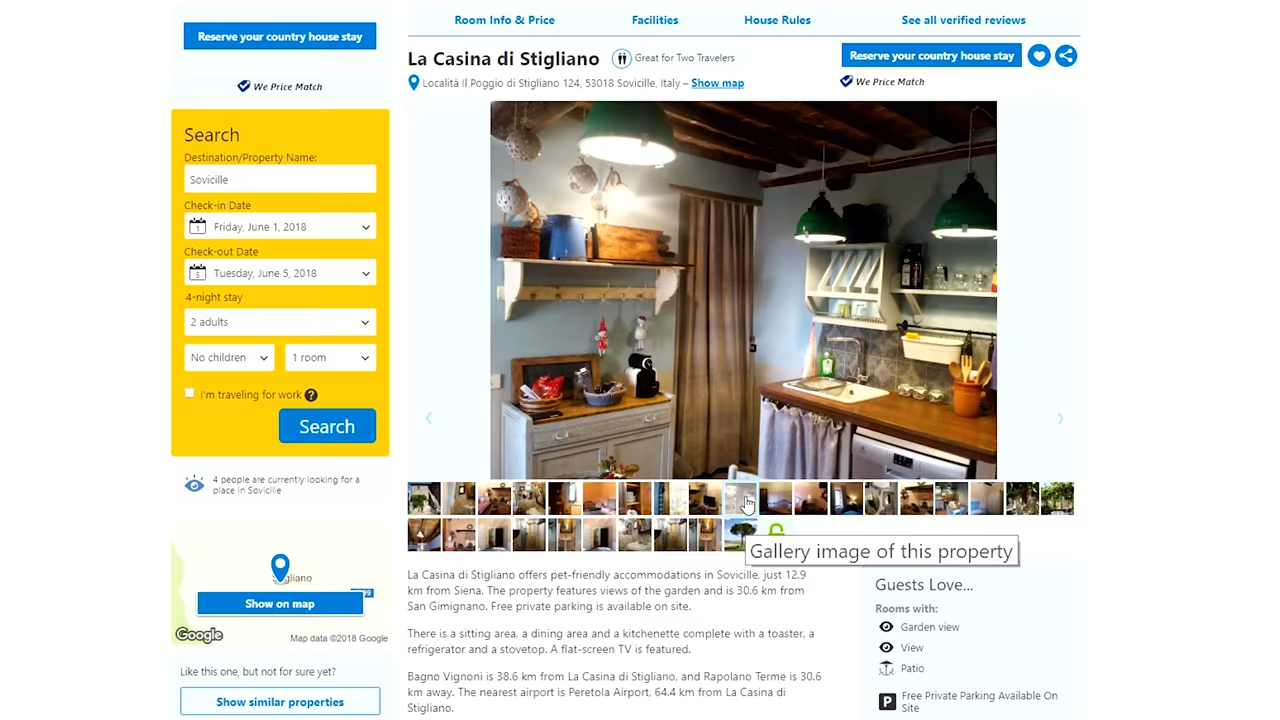 Reserve your country house stay
We Price Match
Search
Destination/Property Name:
Sovicille
Check-in Date
1
Friday, June 1, 2018
Check-out Date
5
Tuesday, June 5, 2018
4-night stay
2 adults
No children
1 room
I'm traveling for work ?
Search
4 people are currently looking for a
place in Sovicille
Show on map
Google
Map data ©2018 Google
Like this one, but not for sure yet?
Show similar properties
Room Info & Price
Facilities
House Rules
See all verified reviews
La Casina di Stigliano
Great for Two Travelers
Reserve your country house stay
Località Il Poggio di Stigliano 124, 53018 Sovicille, Italy – Show map
We Price Match
Gallery image of this property
La Casina di Stigliano offers pet-friendly accommodations in Sovicille, just 12.9
km from Siena. The property features views of the garden and is 30.6 km from
San Gimignano. Free private parking is available on site.
There is a sitting area, a dining area and a kitchenette complete with a toaster, a
refrigerator and a stovetop. A flat-screen TV is featured.
Bagno Vignoni is 38.6 km from La Casina di Stigliano, and Rapolano Terme is 30.6
km away. The nearest airport is Peretola Airport, 64.4 km from La Casina di
Stigliano.
Guests Love...
Rooms with:
Garden view
View
Patio
P
Free Private Parking Available On
Site